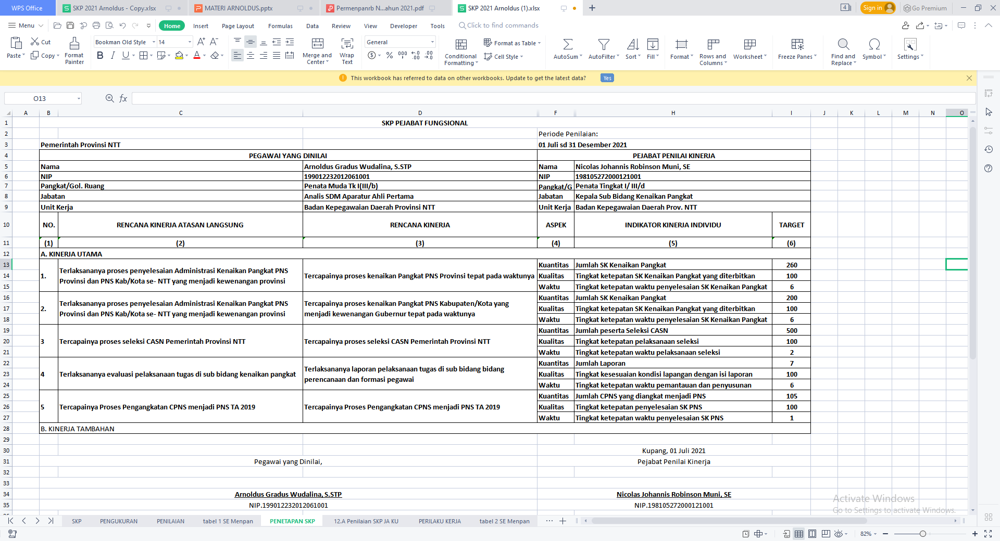 WPS Office
SKP 2021 Arnoldus - Copy.xlsx
MATERI ARNOLDUS.pptx
Permenpanrb N...ahun 2021.pdf
SKP 2021 Arnoldus (1).xlsx
4
Sign in
Go Premium
Menu
Home
Insert
Page Layout
Formulas
Data
Review
View
Developer
Tools
Click to find commands
Paste
Cut
Copy
Format Painter
Bookman Old Style
14
Merge and Center
Wrap Text
General
Conditional Formatting
Format as Table
Cell Style
AutoSum
AutoFilter
Sort
Fill
Format
Rows and Columns
Worksheet
Freeze Panes
Find and Replace
Symbol
Settings
This workbook has referred to data on other workbooks. Update to get the latest data?
Yes
O13
fx
A B C D F H I J K L M N O
1 SKP PEJABAT FUNGSIONAL
2 Periode Penilaian:
3 Pemerintah Provinsi NTT 01 Juli sd 31 Desember 2021
4 PEGAWAI YANG DINILAI PEJABAT PENILAI KINERJA
5 Nama Arnoldus Gradus Wudalina, S.STP Nama Nicolas Johannis Robinson Muni, SE
6 NIP 199012232012061001 NIP 198105272000121001
7 Pangkat/Gol. Ruang Penata Muda Tk I(III/b) Pangkat/G Penata Tingkat I/ III/d
8 Jabatan Analis SDM Aparatur Ahli Pertama Jabatan Kepala Sub Bidang Kenaikan Pangkat
9 Unit Kerja Badan Kepegawaian Daerah Provinsi NTT Unit Kerja Badan Kepegawaian Daerah Prov. NTT
10 NO. RENCANA KINERJA ATASAN LANGSUNG RENCANA KINERJA ASPEK INDIKATOR KINERJA INDIVIDU TARGET
11 (1) (2) (3) (4) (5) (6)
12 A. KINERJA UTAMA
13 Kuantitas Jumlah SK Kenaikan Pangkat 260
14 1. Terlaksananya proses penyelesaian Administrasi Kenaikan Pangkat PNS
Provinsi dan PNS Kab/Kota se- NTT yang menjadi kewenangan provinsi
Tercapainya proses kenaikan Pangkat PNS Provinsi tepat pada waktunya Kualitas Tingkat ketepatan SK Kenaikan Pangkat yang diterbitkan 100
15 Waktu Tingkat ketepatan waktu penyelesaian SK Kenaikan Pangkat 6
16 Kuantitas Jumlah SK Kenaikan Pangkat 200
17 2. Terlaksananya proses penyelesaian Administrasi Kenaikan Pangkat PNS
Provinsi dan PNS Kab/Kota se- NTT yang menjadi kewenangan provinsi
Tercapainya proses kenaikan Pangkat PNS Kabupaten/Kota yang
menjadi kewenangan Gubernur tepat pada waktunya
Kualitas Tingkat ketepatan SK Kenaikan Pangkat yang diterbitkan 100
18 Waktu Tingkat ketepatan waktu penyelesaian SK Kenaikan Pangkat 6
19 Kuantitas Jumlah peserta Seleksi CASN 500
20 3 Tercapainya proses seleksi CASN Pemerintah Provinsi NTT Tercapainya proses seleksi CASN Pemerintah Provinsi NTT Kualitas Tingkat ketepatan pelaksanaan seleksi 100
21 Waktu Tingkat ketepatan waktu pelaksanaan seleksi 2
22 Kuantitas Jumlah Laporan 7
23 4 Terlaksananya evaluasi pelaksanaan tugas di sub bidang kenaikan pangkat
Terlaksananya laporan pelaksanaan tugas di sub bidang bidang
perencanaan dan formasi pegawai
Kualitas Tingkat kesesuaian kondisi lapangan dengan isi laporan 100
24 Waktu Tingkat ketepatan waktu pemantauan dan penyusunan 6
25 Kuantitas Jumlah CPNS yang diangkat menjadi PNS 105
26 5 Tercapainya Proses Pengangkatan CPNS menjadi PNS TA 2019 Tercapainya Proses Pengangkatan CPNS menjadi PNS TA 2019 Kualitas Tingkat ketepatan penyelesaian SK PNS 100
27 Waktu Tingkat ketepatan waktu penyelesaian SK PNS 1
28 B. KINERJA TAMBAHAN
29
30 Kupang, 01 Juli 2021
31 Pegawai yang Dinilai, Pejabat Penilai Kinerja
32
33
34 Arnoldus Gradus Wudalina, S.STP Nicolas Johannis Robinson Muni, SE
35 NIP.199012232012061001 NIP.198105272000121001
Activate Windows
Go to Settings to activate Windows.
SKP
PENGUKURAN
PENILAIAN
tabel 1 SE Menpan
PENETAPAN SKP
12.A Penilaian SKP JA KU
PERILAKU KERJA
tabel 2 SE Menpan
82%